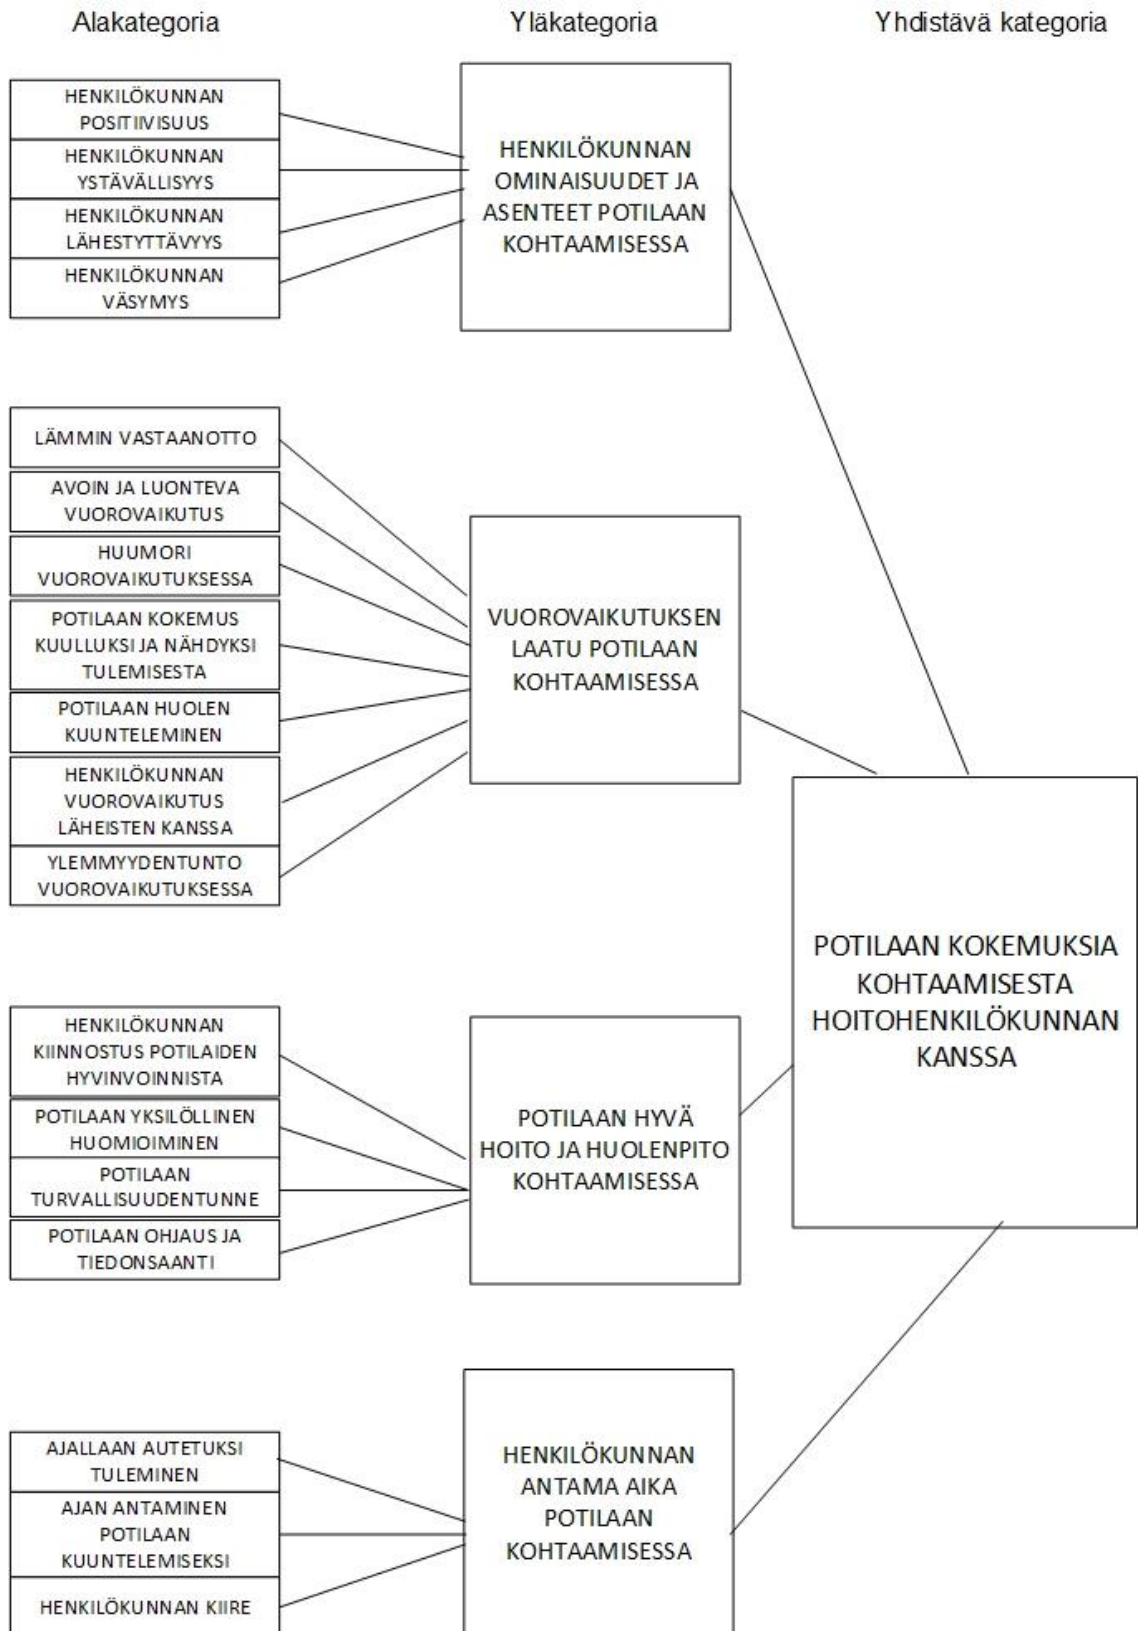 Alakategoria
Yläkategoria
Yhdistävä kategoria
HENKILÖKUNNAN
POSITIIVISUUS
HENKILÖKUNNAN
YSTÄVÄLLISYYS
HENKILÖKUNNAN
LÄHESTYTTÄVYYS
HENKILÖKUNNAN
VÄSYMYS
HENKILÖKUNNAN
OMINAISUUDET JA
ASENTEET POTILAAN
KOHTAAMISESSA
LÄMMIN VASTAANOTTO
AVOIN JA LUONTEVA
VUOROVAIKUTUS
HUUMORI
VUOROVAIKUTUKSESSA
POTILAAN KOKEMUS
KUULLUKSI JA NÄHDYKSI
TULEMISESTA
POTILAAN HUOLEN
KUUNTELEMINEN
HENKILÖKUNNAN
VUOROVAIKUTUS
LÄHEISTEN KANSSA
YLEMMYYDENTUNTO
VUOROVAIKUTUKSESSA
VUOROVAIKUTUKSEN
LAATU POTILAAN
KOHTAAMISESSA
HENKILÖKUNNAN
KIINNOSTUS POTILAIDEN
HYVINVOINNISTA
POTILAAN YKSILÖLLINEN
HUOMIOIMINEN
POTILAAN
TURVALLISUUDENTUNNE
POTILAAN OHJAUS JA
TIEDONSAANTI
POTILAAN HYVÄ
HOITO JA HUOLENPITO
KOHTAAMISESSA
AJALLAAN AUTETUKSI
TULEMINEN
AJAN ANTAMINEN
POTILAAN
KUUNTELEMISEKSI
HENKILÖKUNNAN KIIRE
HENKILÖKUNNAN
ANTAMA AIKA
POTILAAN
KOHTAAMISESSA
POTILAAN KOKEMUKSIA
KOHTAAMISESTA
HOITOHENKILÖKUNNAN
KANSSA